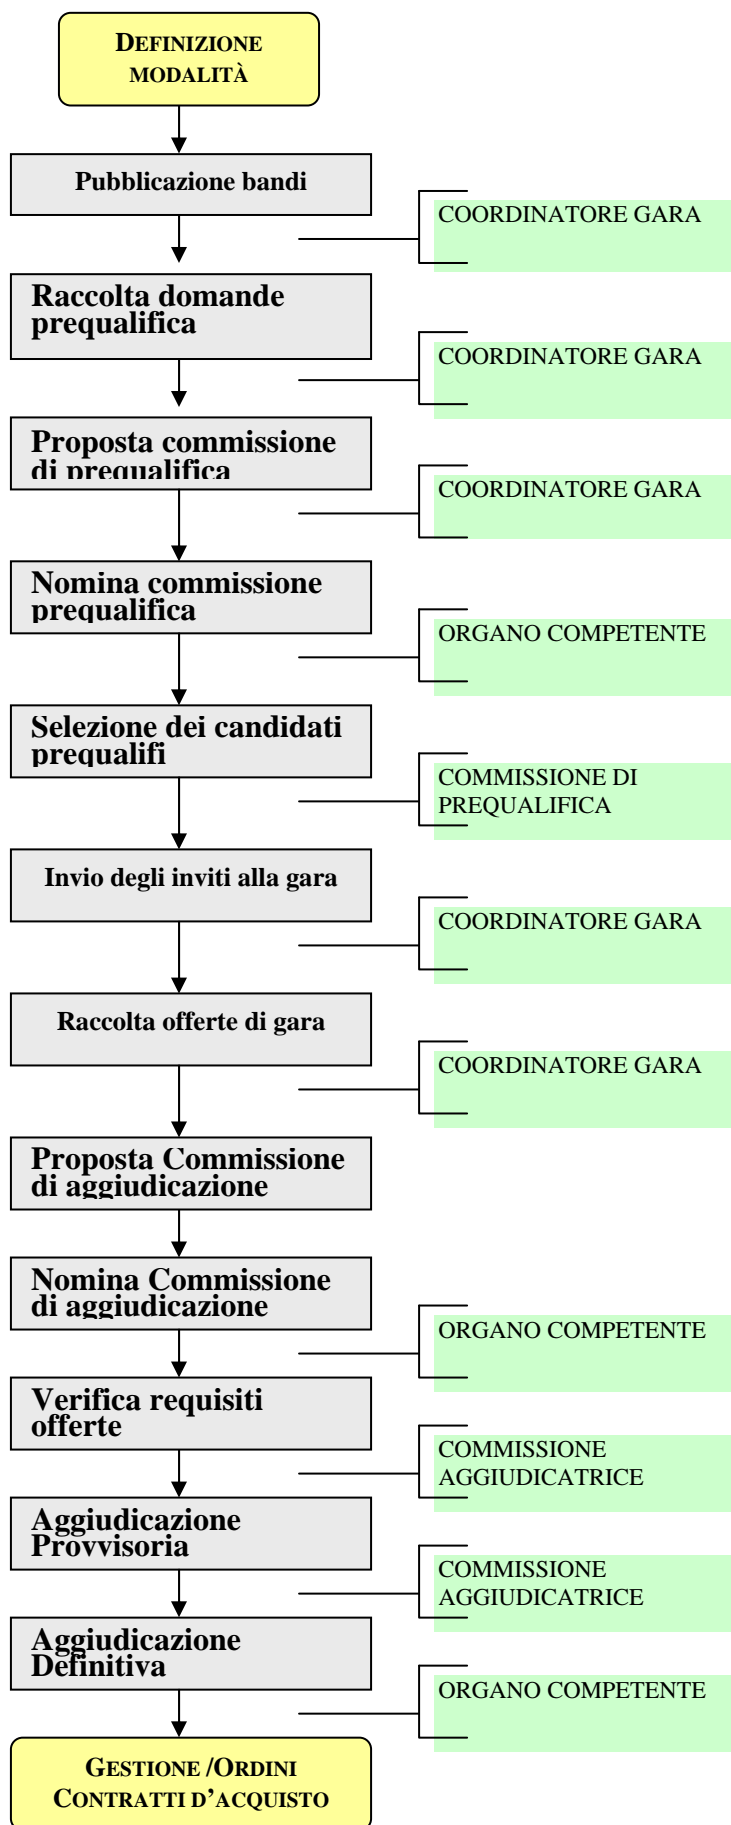 DEFINIZIONE
MODALITÀ
Pubblicazione bandi
COORDINATORE GARA
Raccolta domande
prequalifica
COORDINATORE GARA
Proposta commissione
di prequalifica
COORDINATORE GARA
Nomina commissione
prequalifica
ORGANO COMPETENTE
Selezione dei candidati
prequalifi
COMMISSIONE DI
PREQUALIFICA
Invio degli inviti alla gara
COORDINATORE GARA
Raccolta offerte di gara
COORDINATORE GARA
Proposta Commissione
di aggiudicazione
Nomina Commissione
di aggiudicazione
ORGANO COMPETENTE
Verifica requisiti
offerte
COMMISSIONE
AGGIUDICATRICE
Aggiudicazione
Provvisoria
COMMISSIONE
AGGIUDICATRICE
Aggiudicazione
Definitiva
ORGANO COMPETENTE
GESTIONE /ORDINI
CONTRATTI D’ACQUISTO